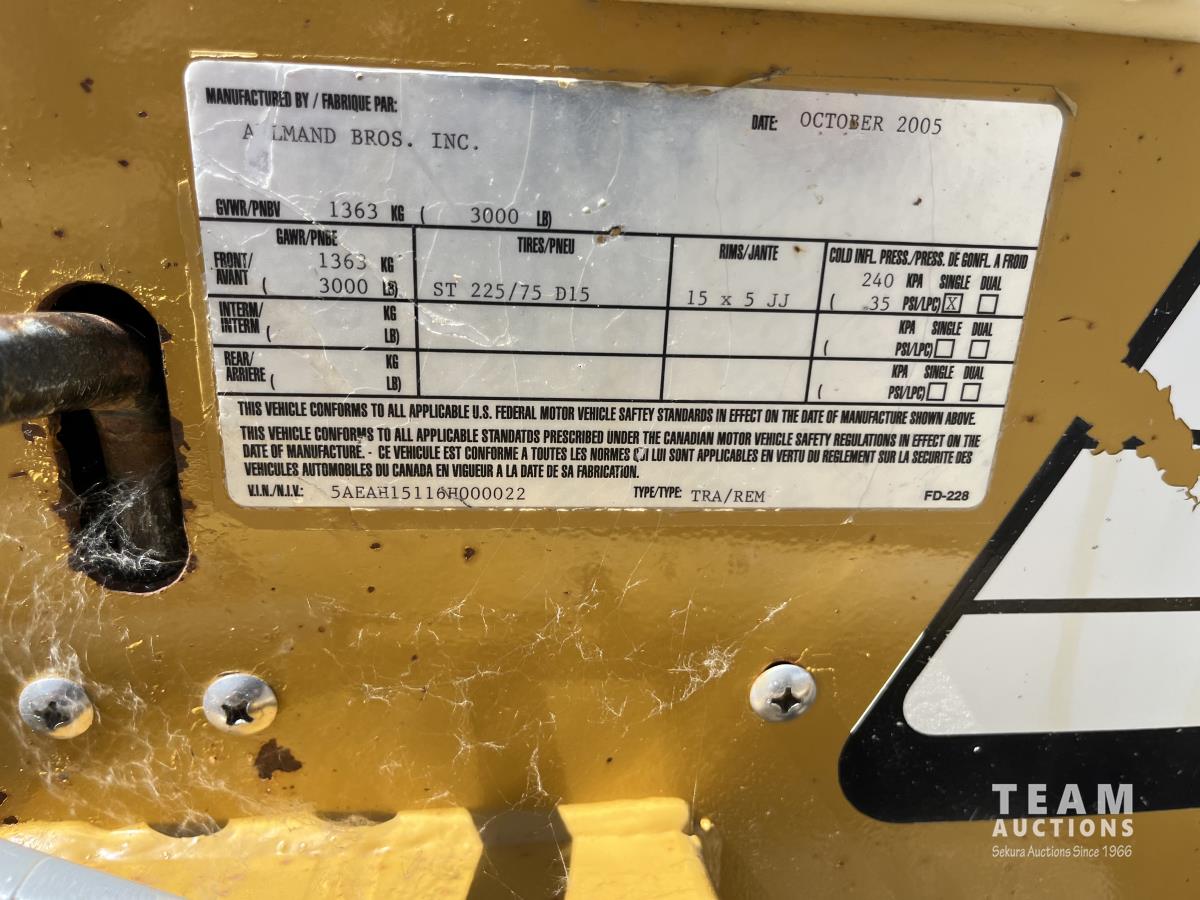 MANUFACTURED BY / FABRIQUE PAR:
ALLMAND BROS. INC.
DATE: OCTOBER 2005
GVWR/PNBV 1363 KG ( 3000 LB)
GAWR/PNBE TIRES/PNEU RIMS/JANTE COLD INFL. PRESS./PRESS. DE GONFL. A FROID
FRONT/ 1363 KG 240 KPA SINGLE DUAL
AVANT ( 3000 LB) ST 225/75 D15 15 x 5 JJ ( 35 PSI/LPC) X
INTERM/ KG KPA SINGLE DUAL
INTERM ( LB) ( PSI/LPC)
REAR/ KG KPA SINGLE DUAL
ARRIERE ( LB) ( PSI/LPC)
THIS VEHICLE CONFORMS TO ALL APPLICABLE U.S. FEDERAL MOTOR VEHICLE SAFTEY STANDARDS IN EFFECT ON THE DATE OF MANUFACTURE SHOWN ABOVE.
THIS VEHICLE CONFORMS TO ALL APPLICABLE STANDATDS PRESCRIBED UNDER THE CANADIAN MOTOR VEHICLE SAFETY REGULATIONS IN EFFECT ON THE
DATE OF MANUFACTURE. - CE VEHICULE EST CONFORME A TOUTES LES NORMES QUI LUI SONT APPLICABLES EN VERTU DU REGLEMENT SUR LA SECURITE DES
VEHICULES AUTOMOBILES DU CANADA EN VIGUEUR A LA DATE DE SA FABRICATION.
V.I.N./N.I.V.: 5AEAH15116H000022 TYPE/TYPE: TRA/REM FD-228
TEAM
AUCTIONS
Sekura Auctions Since 1966